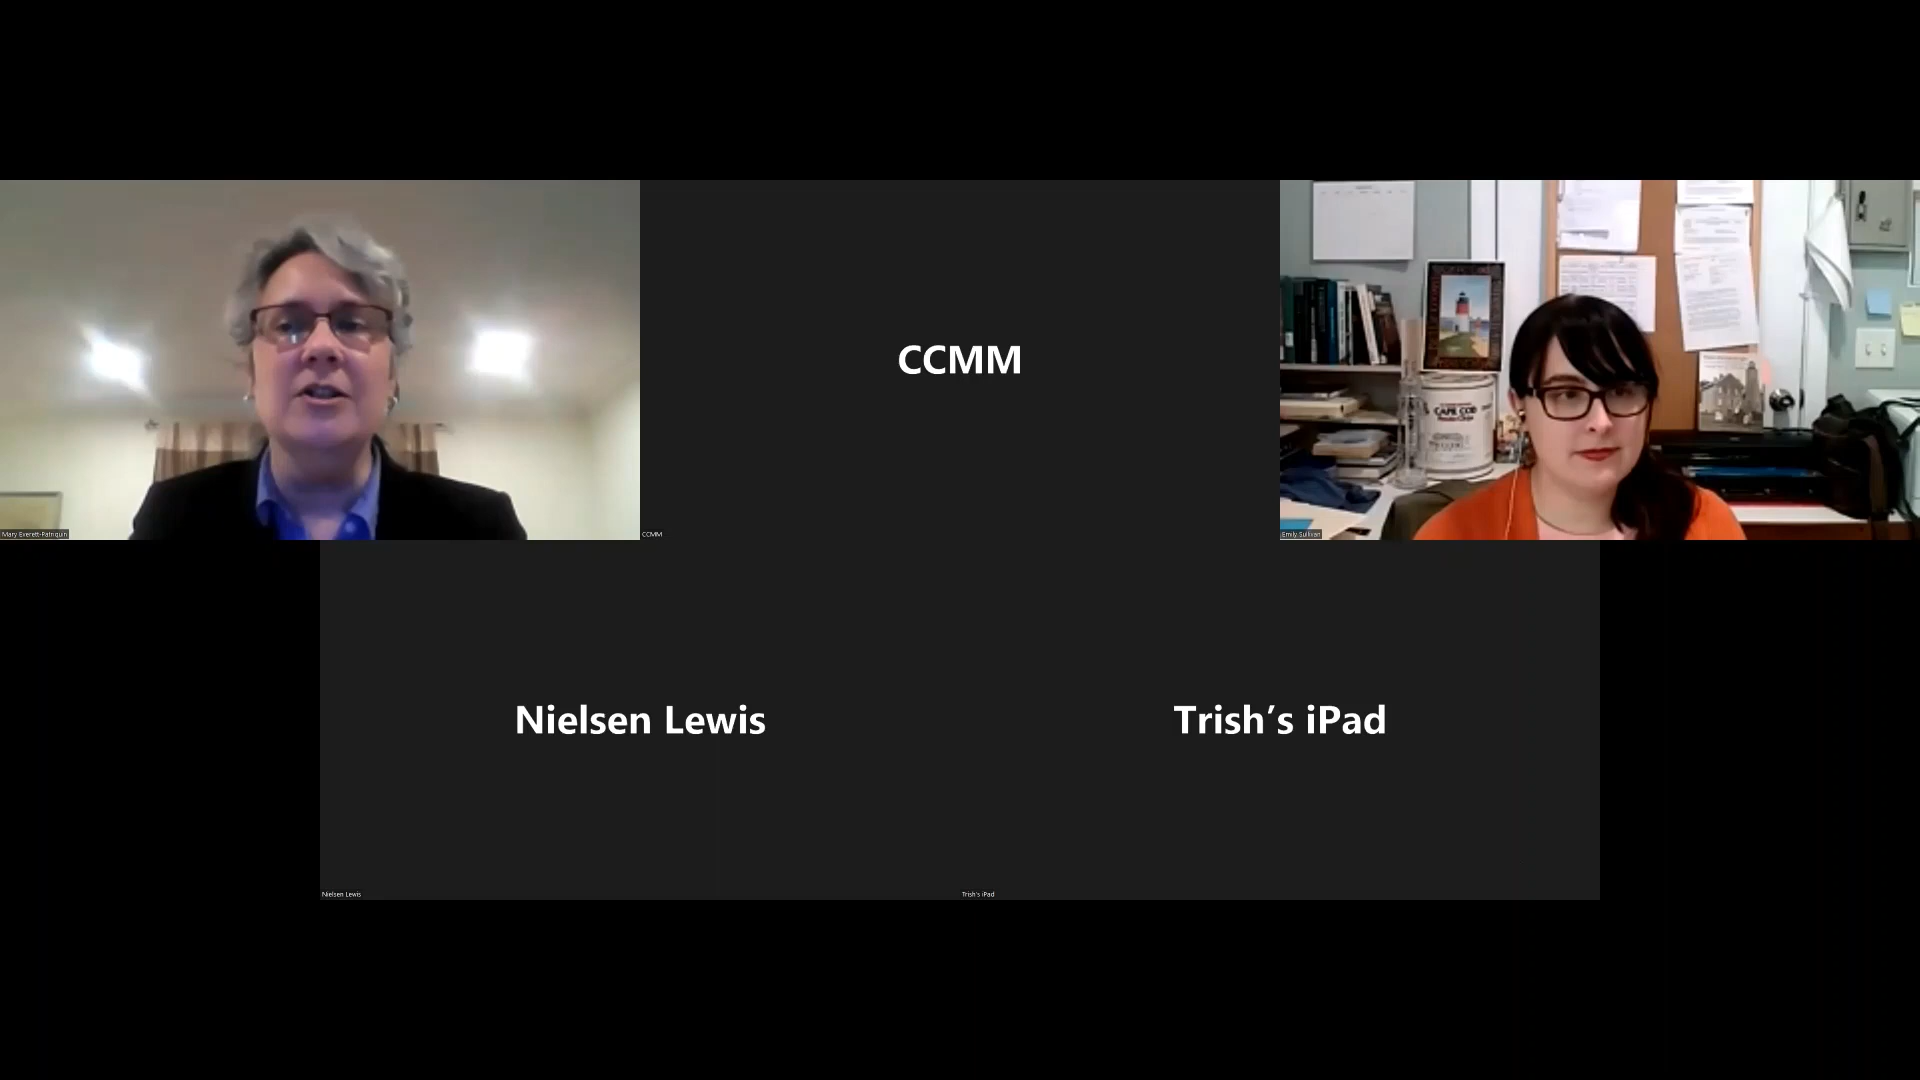 CCMM
CAPE COD
Mary Everett-Patriquin
CCMM
Emily Sullivan
Nielsen Lewis
Trish's iPad
Nielsen Lewis
Trish's iPad